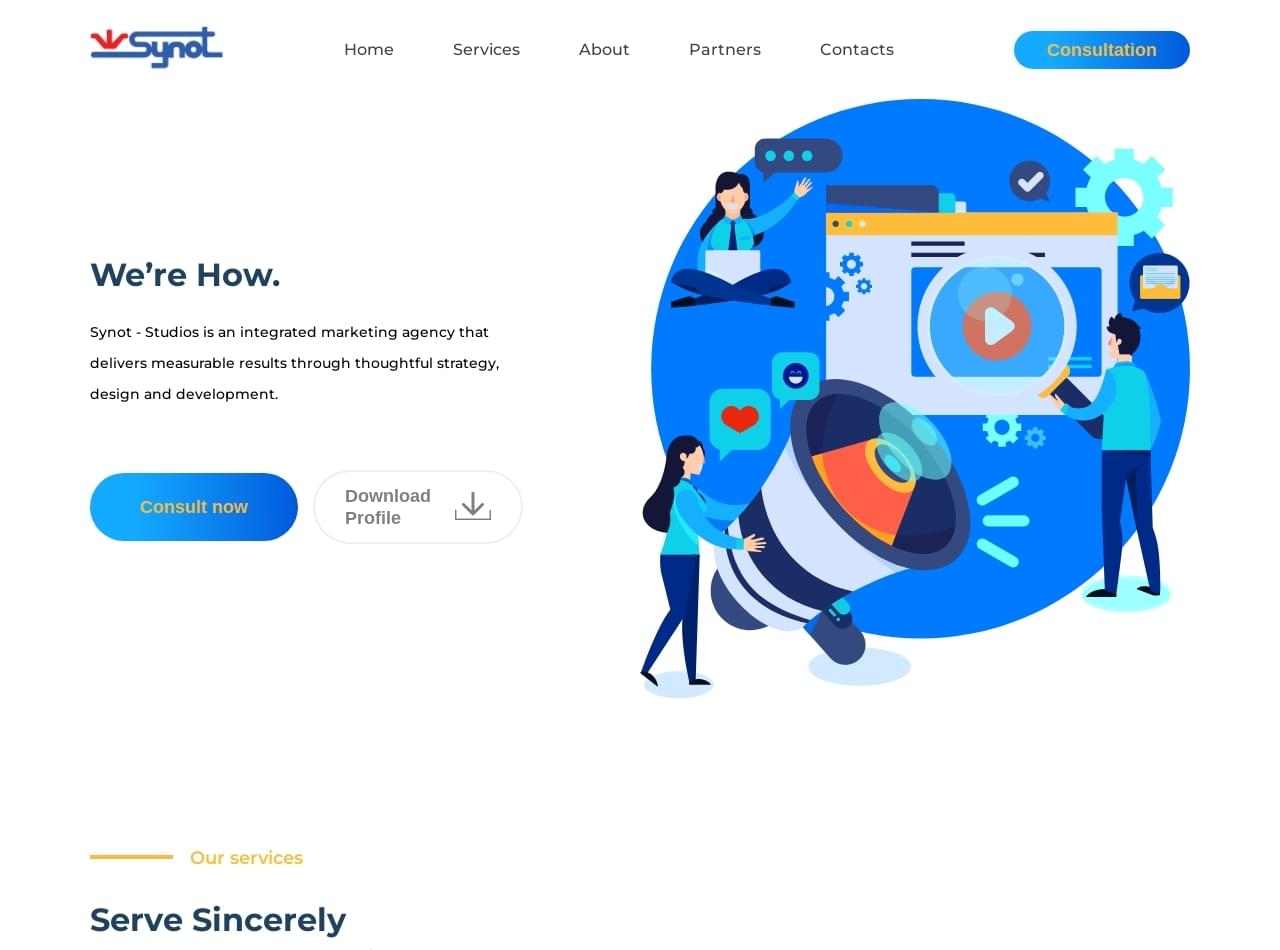 Synot
Home
Services
About
Partners
Contacts
Consultation
We’re How.
Synot - Studios is an integrated marketing agency that
delivers measurable results through thoughtful strategy,
design and development.
Consult now
Download
Profile
Our services
Serve Sincerely